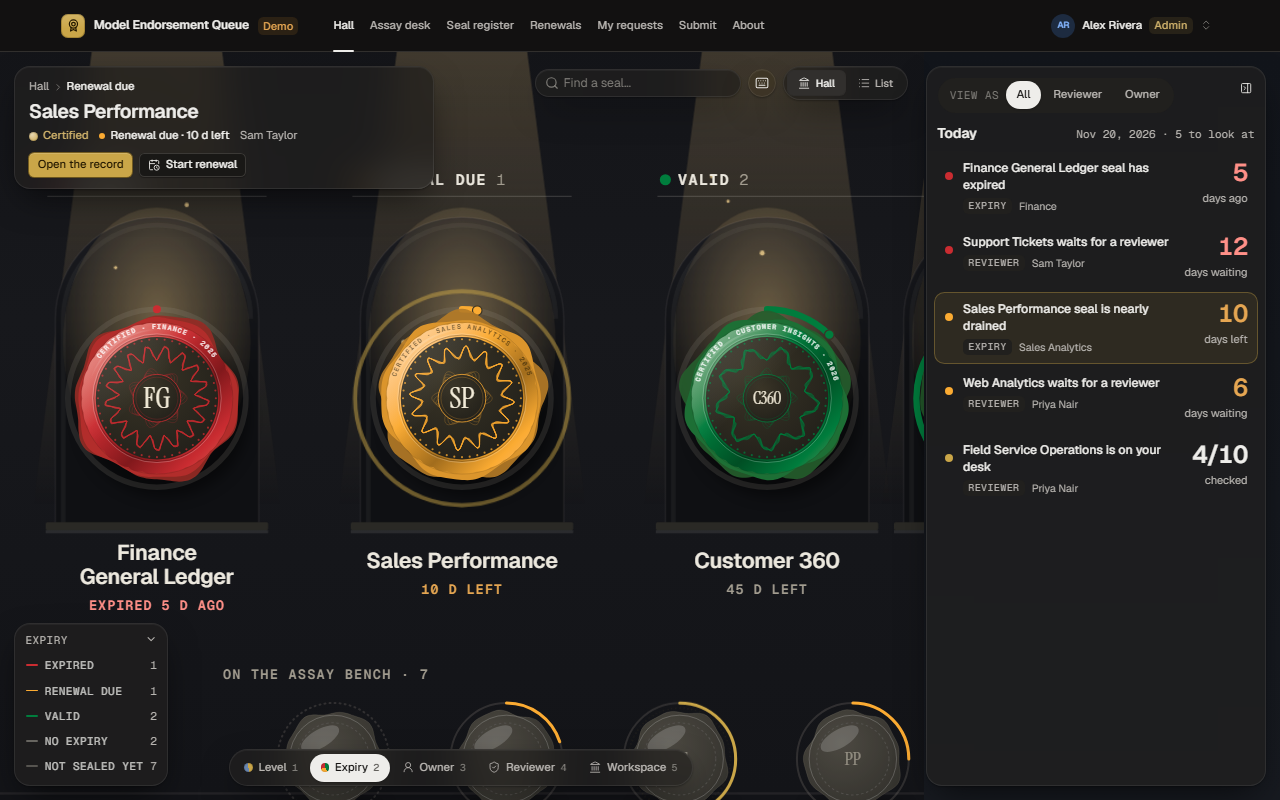 Model Endorsement Queue Demo Hall Assay desk Seal register Renewals My requests Submit About AR Alex Rivera Admin
Hall › Renewal due
Sales Performance
Certified Renewal due · 10 d left Sam Taylor
Open the record Start renewal
Find a seal...
Hall List
VIEW AS All Reviewer Owner
Today Nov 20, 2026 · 5 to look at
Finance General Ledger seal has expired
EXPIRY Finance
5
days ago
Support Tickets waits for a reviewer
REVIEWER Sam Taylor
12
days waiting
Sales Performance seal is nearly drained
EXPIRY Sales Analytics
10
days left
Web Analytics waits for a reviewer
REVIEWER Priya Nair
6
days waiting
Field Service Operations is on your desk
REVIEWER Priya Nair
4/10
checked
DUE 1
VALID 2
CERTIFIED · FINANCE · 2025
FG
CERTIFIED · SALES ANALYTICS · 2025
SP
CERTIFIED · CUSTOMER INSIGHTS · 2026
C360
Finance
General Ledger
EXPIRED 5 D AGO
Sales Performance
10 D LEFT
Customer 360
45 D LEFT
EXPIRY
EXPIRED 1
RENEWAL DUE 1
VALID 2
NO EXPIRY 2
NOT SEALED YET 7
ON THE ASSAY BENCH · 7
PP
Level 1 Expiry 2 Owner 3 Reviewer 4 Workspace 5